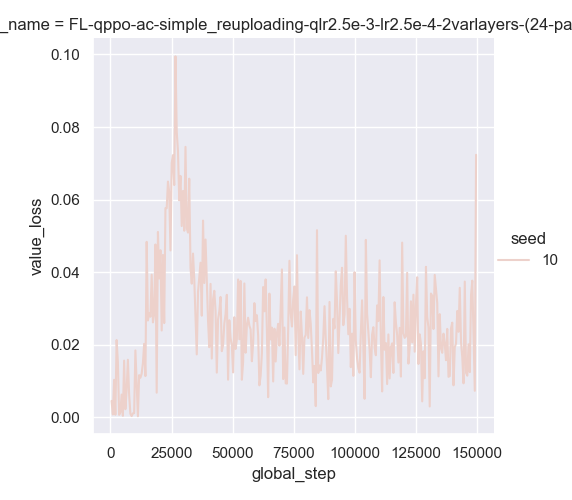 _name = FL-qppo-ac-simple_reuploading-qlr2.5e-3-lr2.5e-4-2varlayers-(24-pa
0.10
0.08
0.06
0.04
0.02
0.00
value_loss
0 25000 50000 75000 100000 125000 150000
global_step
seed
10